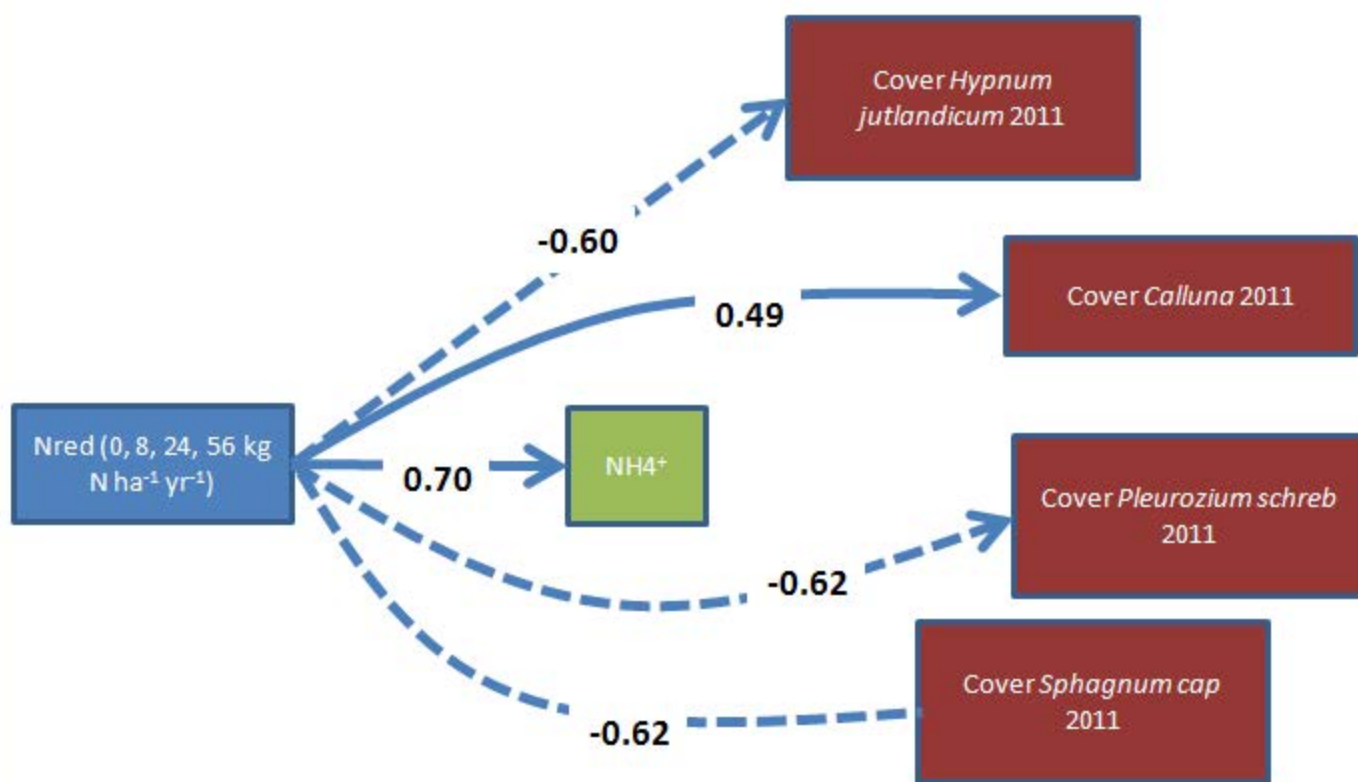 Cover Hypnum
jutlandicum 2011
-0.60
Cover Calluna 2011
0.49
Nred (0, 8, 24, 56 kg
N ha⁻¹ yr⁻¹)
0.70
NH4⁺
Cover Pleurozium schreb
2011
-0.62
Cover Sphagnum cap
2011
-0.62